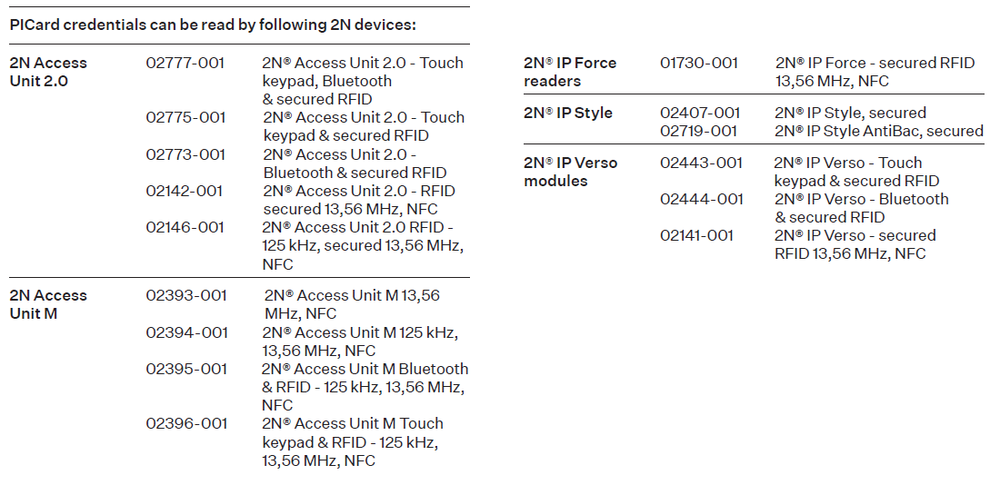 PICard credentials can be read by following 2N devices:
2N Access 02777-001 2N® Access Unit 2.0 - Touch
Unit 2.0 keypad, Bluetooth
& secured RFID
02775-001 2N® Access Unit 2.0 - Touch
keypad & secured RFID
02773-001 2N® Access Unit 2.0 -
Bluetooth & secured RFID
02142-001 2N® Access Unit 2.0 - RFID
secured 13,56 MHz, NFC
02146-001 2N® Access Unit 2.0 RFID -
125 kHz, secured 13,56 MHz,
NFC
2N Access 02393-001 2N® Access Unit M 13,56
Unit M MHz, NFC
02394-001 2N® Access Unit M 125 kHz,
13,56 MHz, NFC
02395-001 2N® Access Unit M Bluetooth
& RFID - 125 kHz, 13,56 MHz,
NFC
02396-001 2N® Access Unit M Touch
keypad & RFID - 125 kHz,
13,56 MHz, NFC
2N® IP Force 01730-001 2N® IP Force - secured RFID
readers 13,56 MHz, NFC
2N® IP Style 02407-001 2N® IP Style, secured
02719-001 2N® IP Style AntiBac, secured
2N® IP Verso 02443-001 2N® IP Verso - Touch
modules keypad & secured RFID
02444-001 2N® IP Verso - Bluetooth
& secured RFID
02141-001 2N® IP Verso - secured
RFID 13,56 MHz, NFC